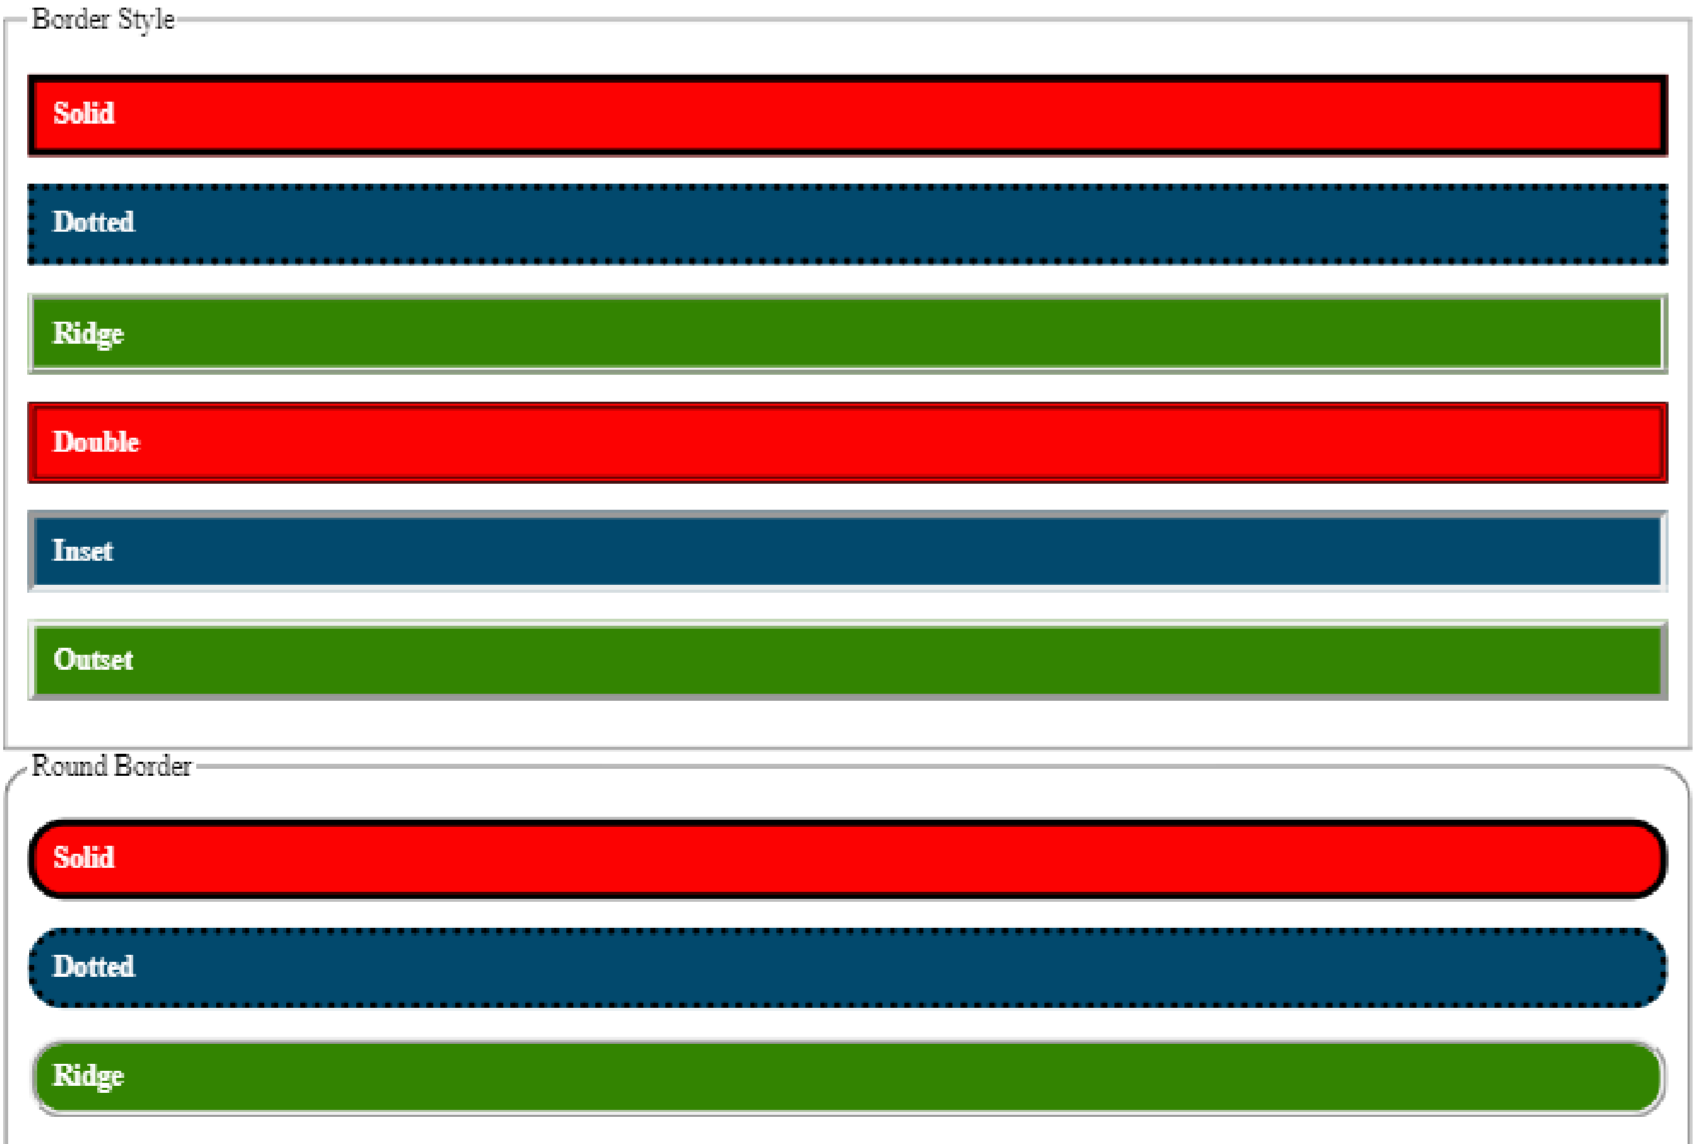 Border Style
Solid
Dotted
Ridge
Double
Inset
Outset
Round Border
Solid
Dotted
Ridge